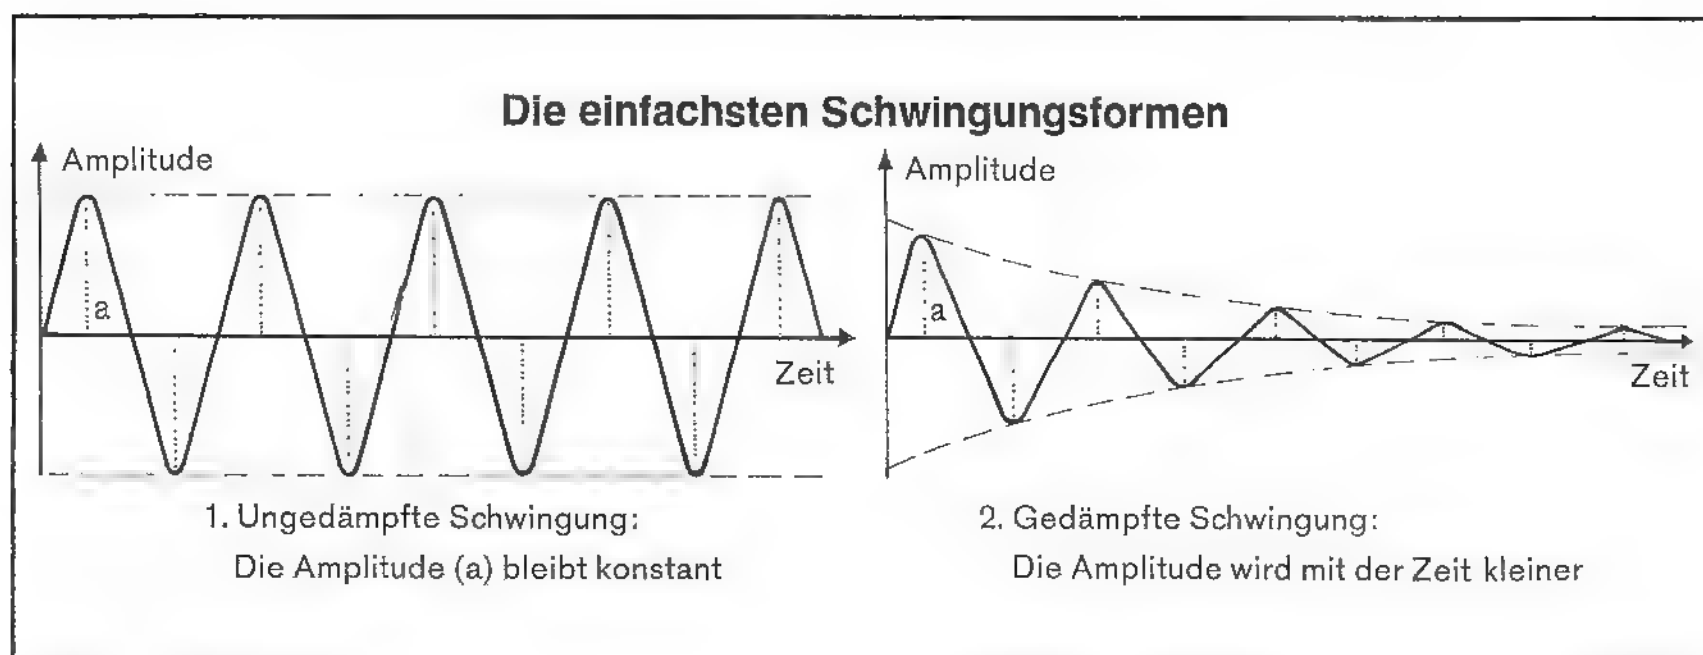 Die einfachsten Schwingungsformen
Amplitude
a
Zeit
1. Ungedämpfte Schwingung:
Die Amplitude (a) bleibt konstant
Amplitude
a
Zeit
2. Gedämpfte Schwingung:
Die Amplitude wird mit der Zeit kleiner